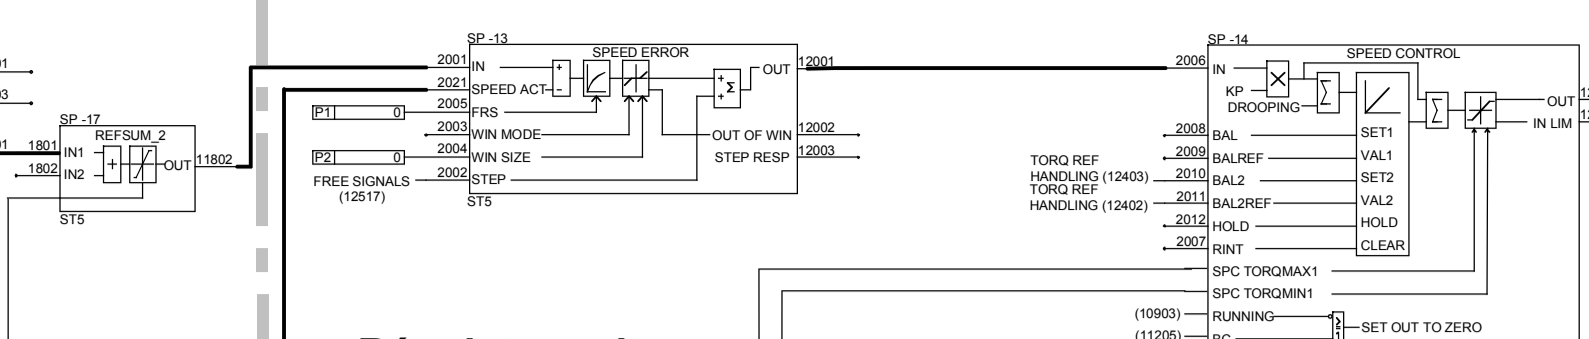 SP -17
REFSUM_2
1801 IN1
1802 IN2
OUT 11802
ST5
SP -13
SPEED ERROR
2001 IN
2021 SPEED ACT
2005 FRS
2003 WIN MODE
2004 WIN SIZE
2002 STEP
P1 0
P2 0
FREE SIGNALS
(12517)
+
+
-
+
+
Σ
OUT 12001
OUT OF WIN 12002
STEP RESP 12003
ST5
SP -14
SPEED CONTROL
2006 IN
KP
DROOPING
2008 BAL
2009 BALREF
2010 BAL2
2011 BAL2REF
2012 HOLD
2007 RINT
TORQ REF
HANDLING (12403)
TORQ REF
HANDLING (12402)
SPC TORQMAX1
SPC TORQMIN1
(10903) RUNNING
(11205)
X
Σ
Σ
SET1
VAL1
SET2
VAL2
HOLD
CLEAR
OUT
IN LIM
≥1
SET OUT TO ZERO